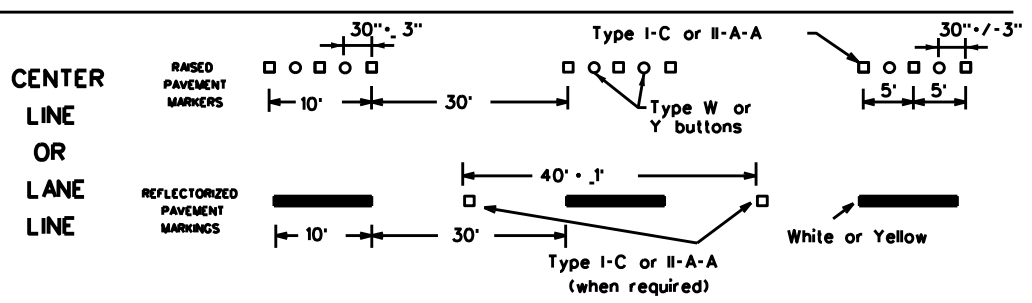 CENTER
LINE
OR
LANE
LINE
RAISED
PAVEMENT
MARKERS
30"·_ 3"
10'
30'
Type I-C or II-A-A
Type W or
Y buttons
30"·/-3"
5' 5'
REFLECTORIZED
PAVEMENT
MARKINGS
40' · _1'
10'
30'
Type I-C or II-A-A
(when required)
White or Yellow